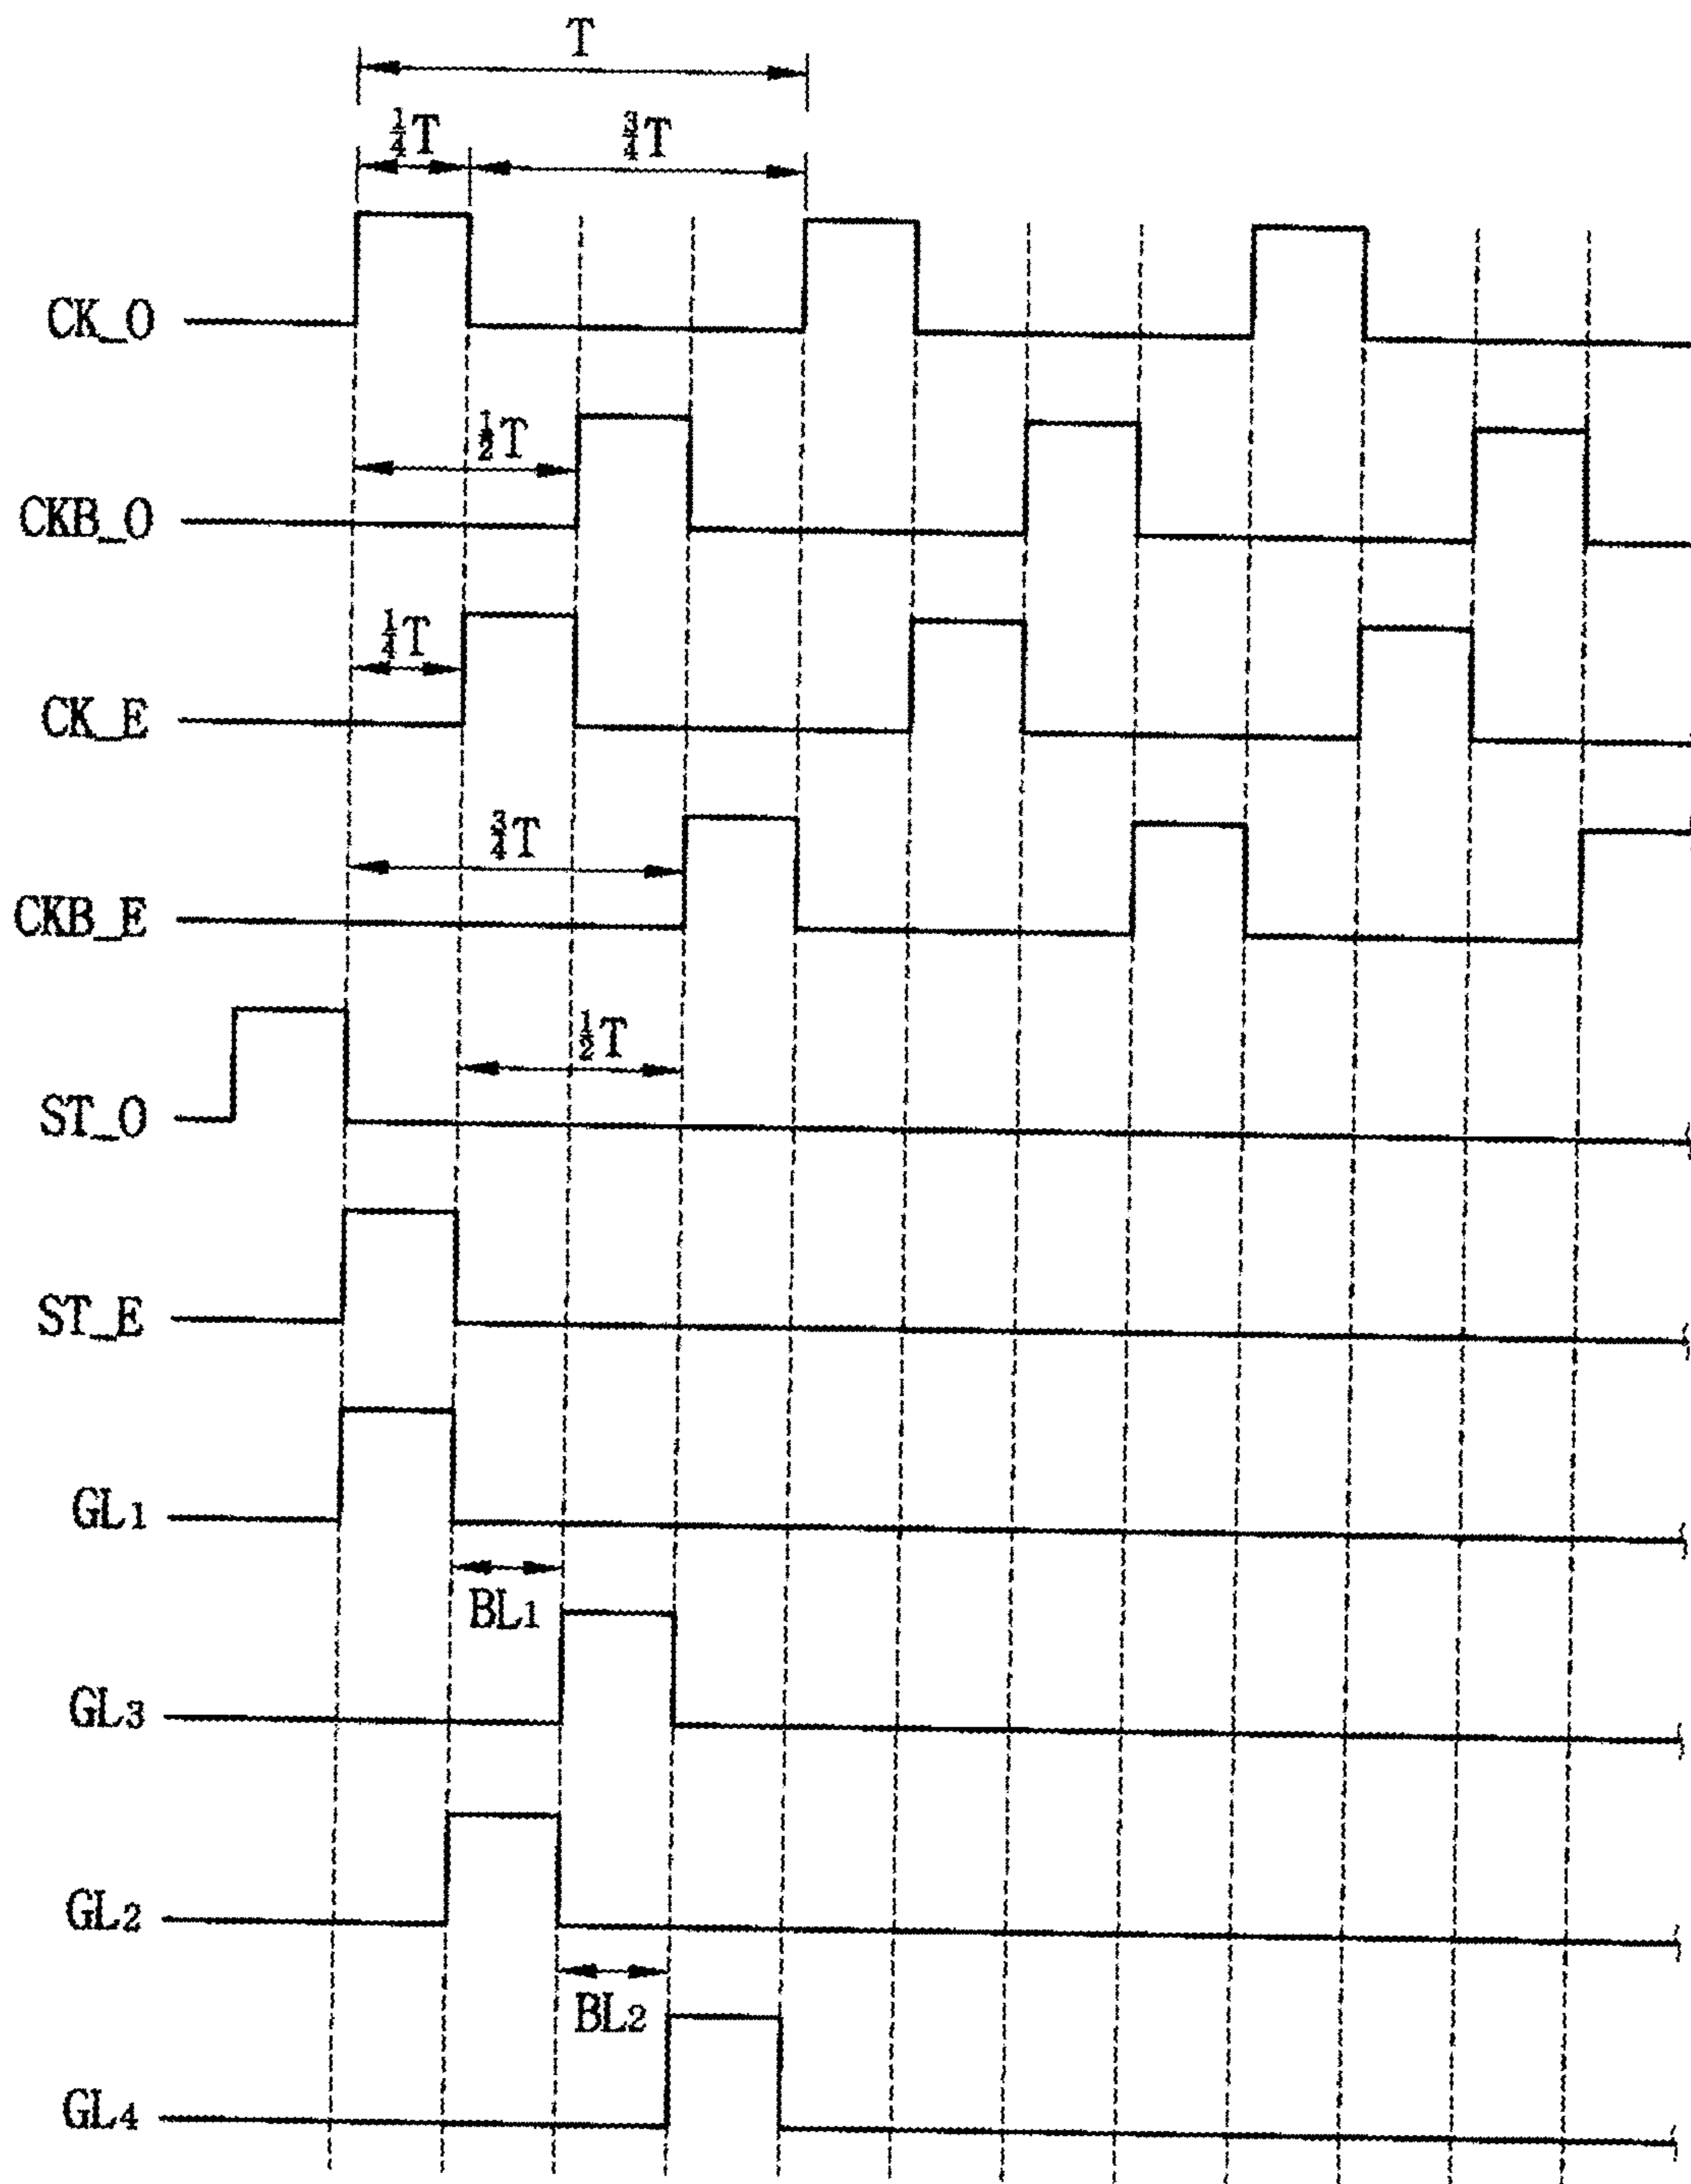 T
1/4T 3/4T
CK_O
1/2T
CKB_O
1/4T
CK_E
3/4T
CKB_E
1/2T
ST_O
ST_E
GL1
BL1
GL3
GL2
BL2
GL4